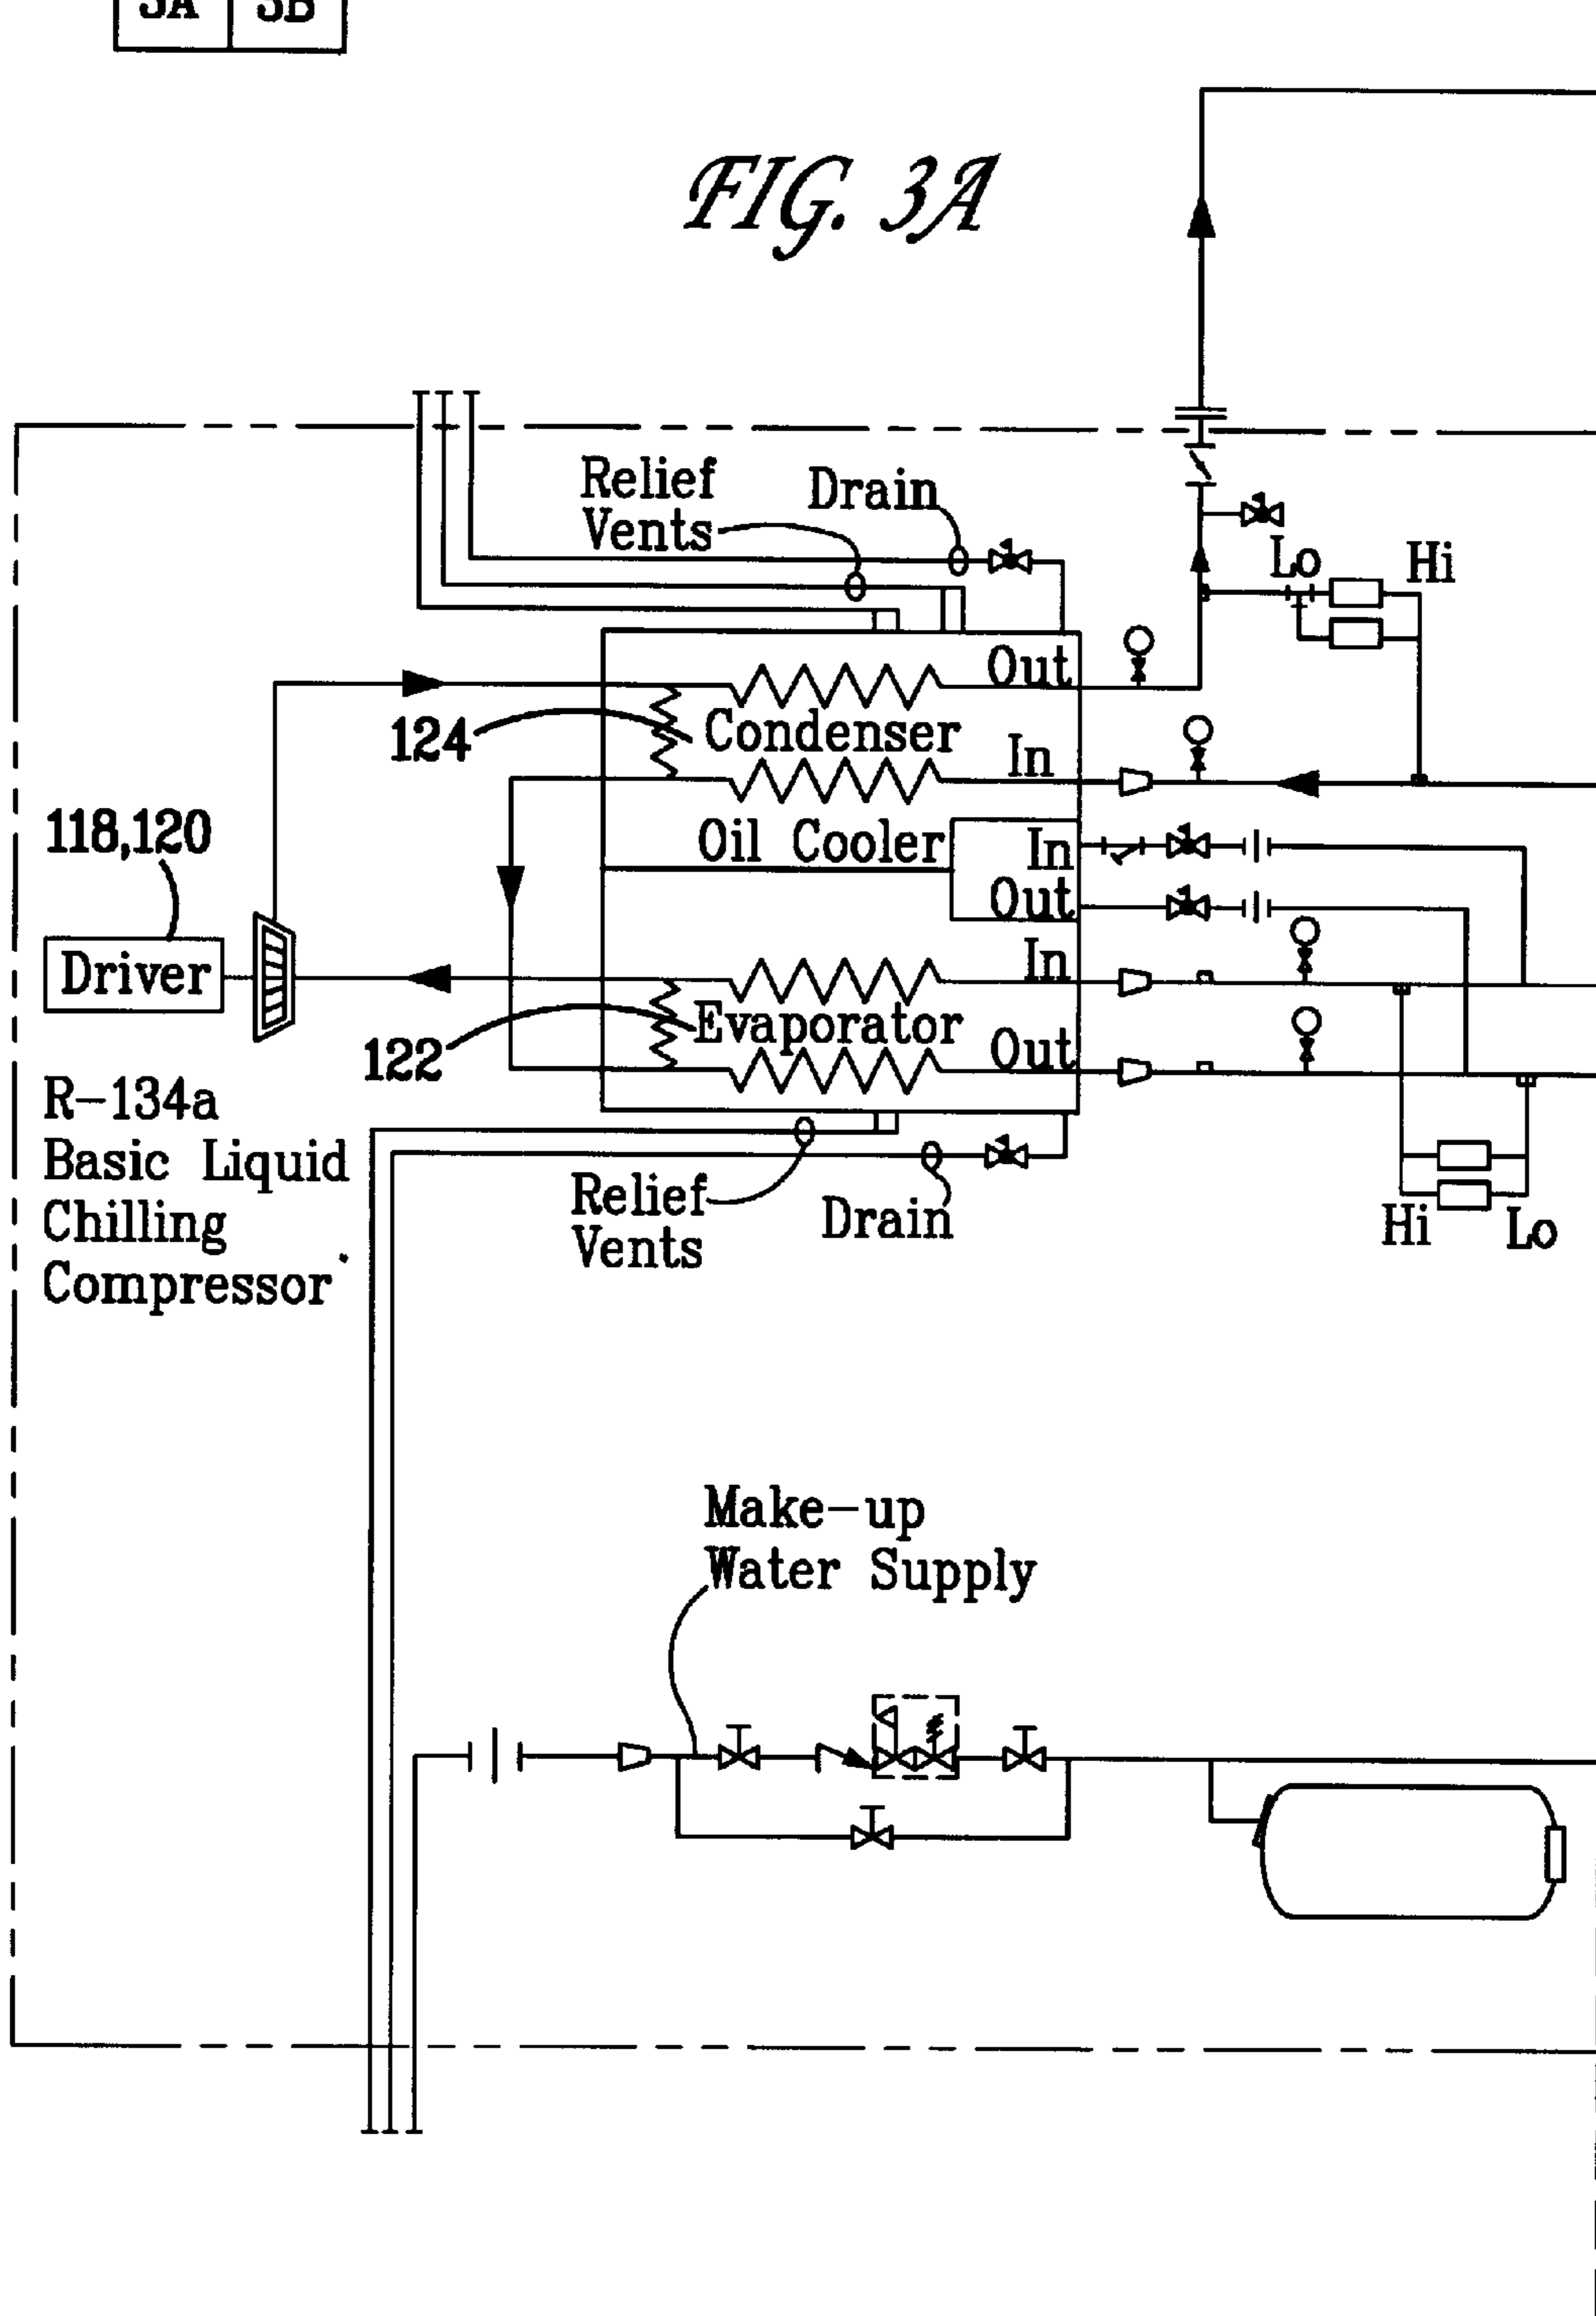 3A 3B
FIG. 3A
Relief
Vents
Drain
Lo
Hi
Out
124
Condenser
In
118,120
Oil Cooler
In
Out
Driver
In
Evaporator
122
Out
R-134a
Basic Liquid
Chilling
Compressor
Relief
Vents
Drain
Hi
Lo
Make-up
Water Supply